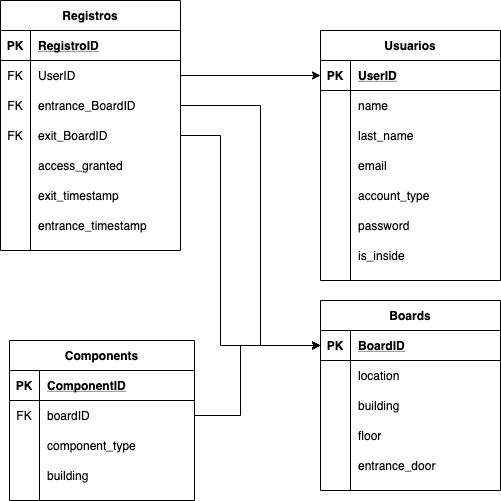 Registros
PK RegistroID
FK UserID
FK entrance_BoardID
FK exit_BoardID
access_granted
exit_timestamp
entrance_timestamp
Usuarios
PK UserID
name
last_name
email
account_type
password
is_inside
Components
PK ComponentID
FK boardID
component_type
building
Boards
PK BoardID
location
building
floor
entrance_door